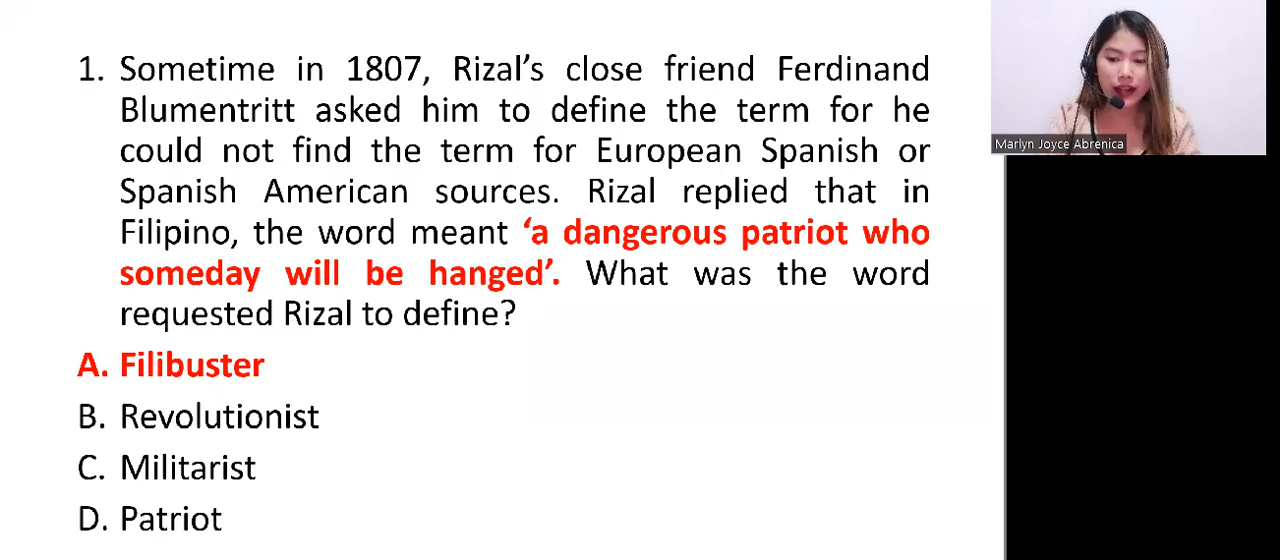 1. Sometime in 1807, Rizal’s close friend Ferdinand
Blumentritt asked him to define the term for he
could not find the term for European Spanish or
Spanish American sources. Rizal replied that in
Filipino, the word meant ‘a dangerous patriot who
someday will be hanged’. What was the word
requested Rizal to define?
A. Filibuster
B. Revolutionist
C. Militarist
D. Patriot
Marlyn Joyce Abrenica